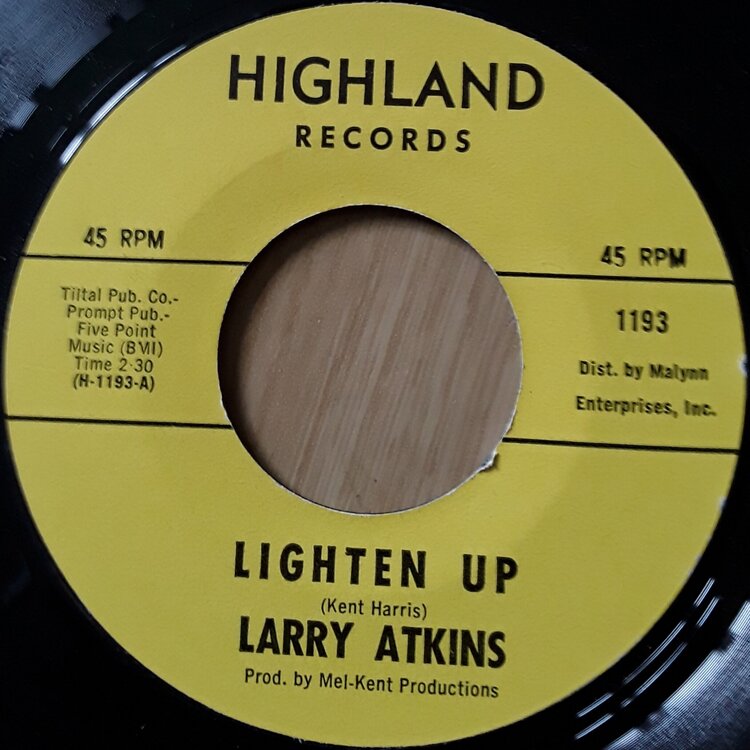 HIGHLAND
RECORDS
45 RPM
45 RPM
Tiltal Pub. Co.-
Prompt Pub.-
Five Point
Music (BMI)
Time 2:30
(H-1193-A)
1193
Dist. by Malynn
Enterprises, Inc.
LIGHTEN UP
(Kent Harris)
LARRY ATKINS
Prod. by Mel-Kent Productions